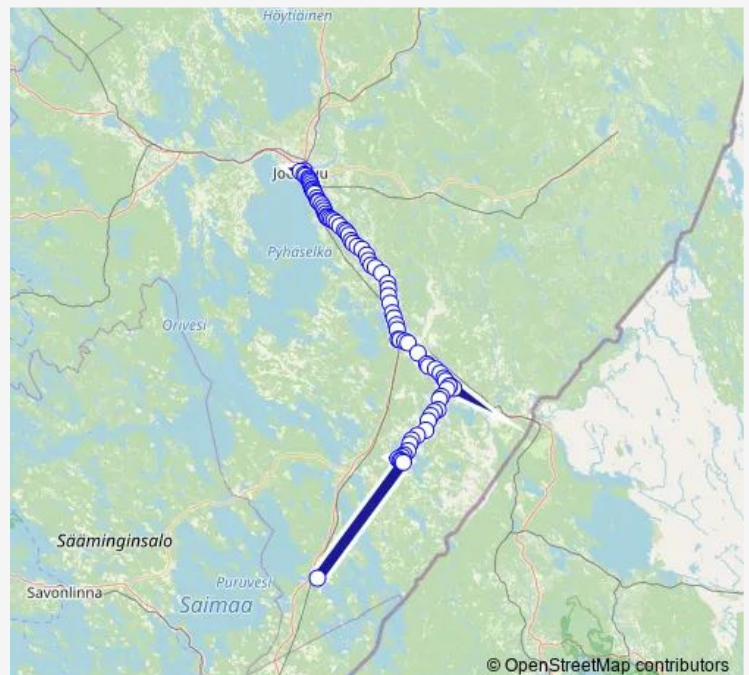 Höytiäinen
Pyhäselkä
Orivesi
Sääminginsalo
Puruvesi
Savonlinna
Saimaa
© OpenStreetMap contributors